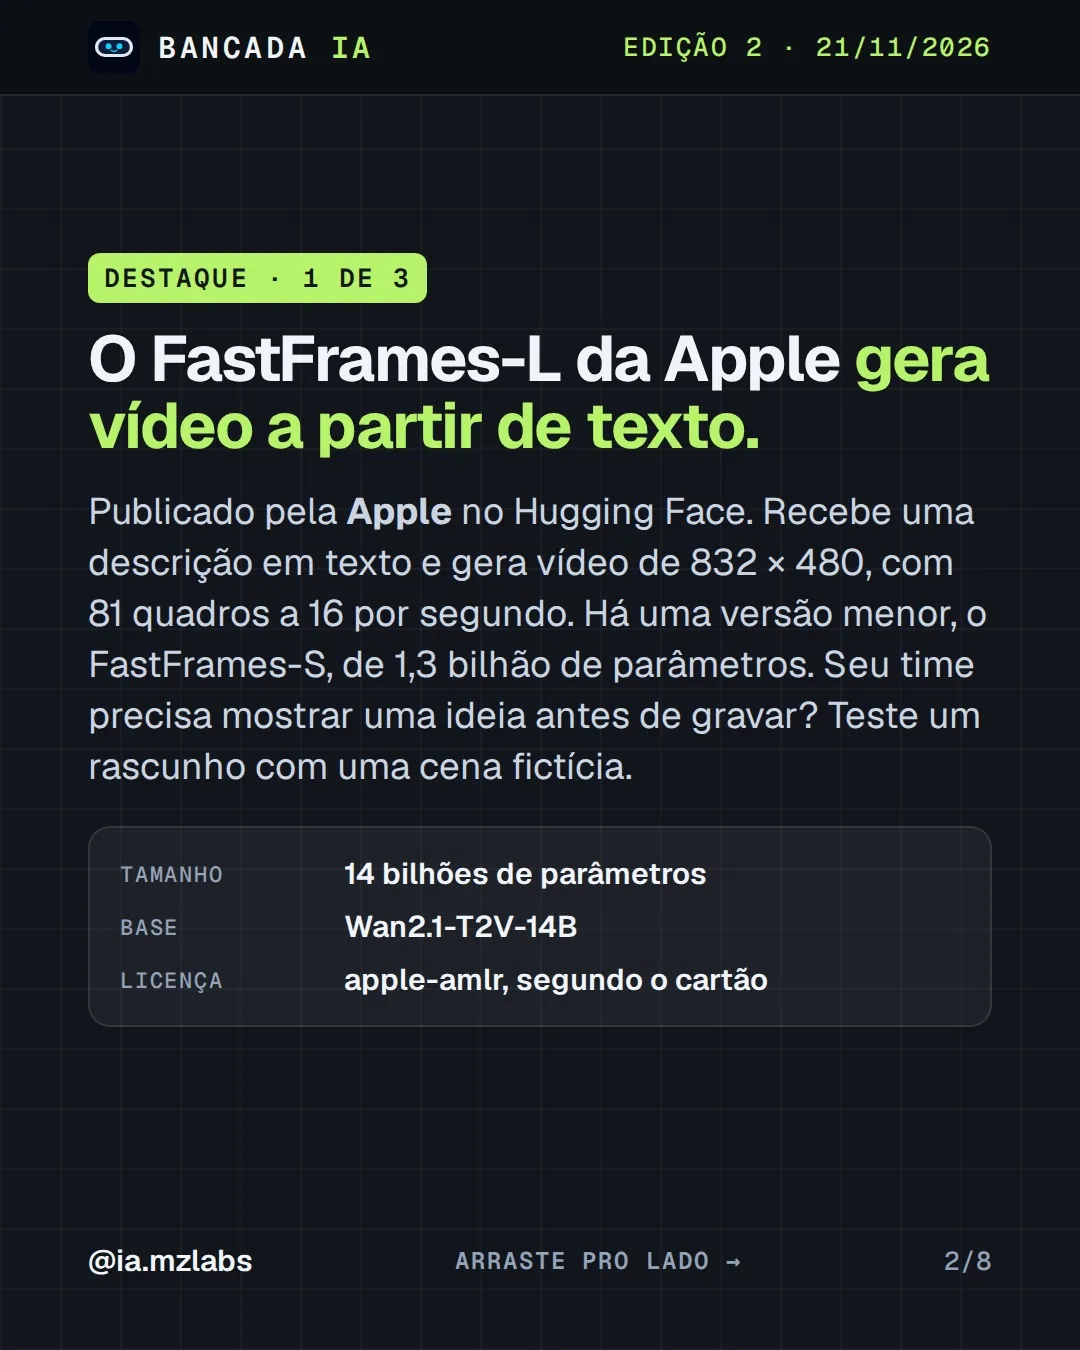 BANCADA IA
EDIÇÃO 2 · 21/11/2026
DESTAQUE · 1 DE 3
O FastFrames-L da Apple gera
vídeo a partir de texto.
Publicado pela Apple no Hugging Face. Recebe uma
descrição em texto e gera vídeo de 832 × 480, com
81 quadros a 16 por segundo. Há uma versão menor, o
FastFrames-S, de 1,3 bilhão de parâmetros. Seu time
precisa mostrar uma ideia antes de gravar? Teste um
rascunho com uma cena fictícia.
TAMANHO 14 bilhões de parâmetros
BASE Wan2.1-T2V-14B
LICENÇA apple-amlr, segundo o cartão
@ia.mzlabs
ARRASTE PRO LADO →
2/8